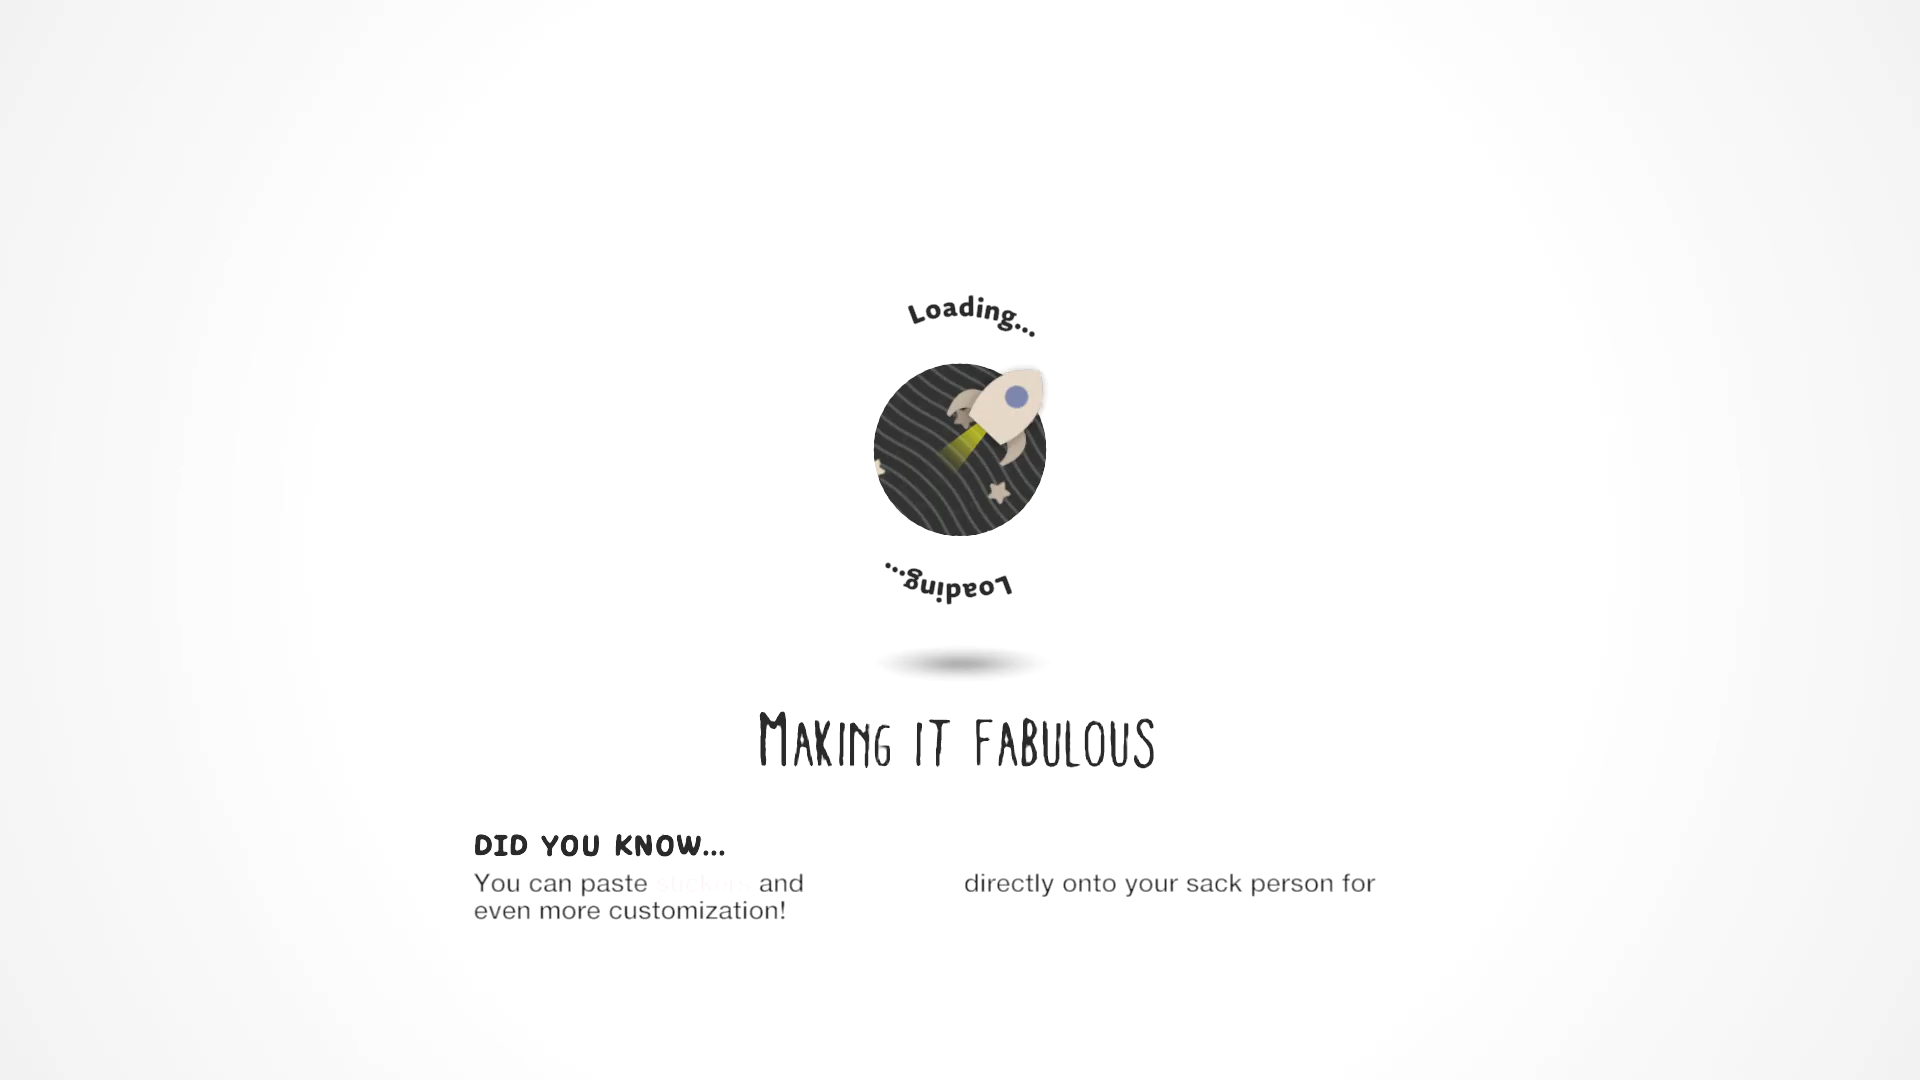 Loading...
Loading...
Making it fabulous
DID YOU KNOW...
You can paste stickers and directly onto your sack person for
even more customization!